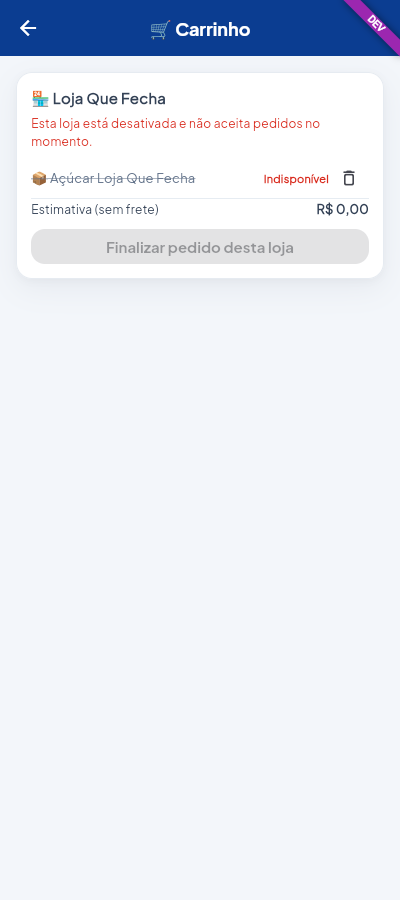 🛒 Carrinho
DEV
🏪 Loja Que Fecha
Esta loja está desativada e não aceita pedidos no
momento.
📦 Açúcar Loja Que Fecha Indisponível
Estimativa (sem frete) R$ 0,00
Finalizar pedido desta loja